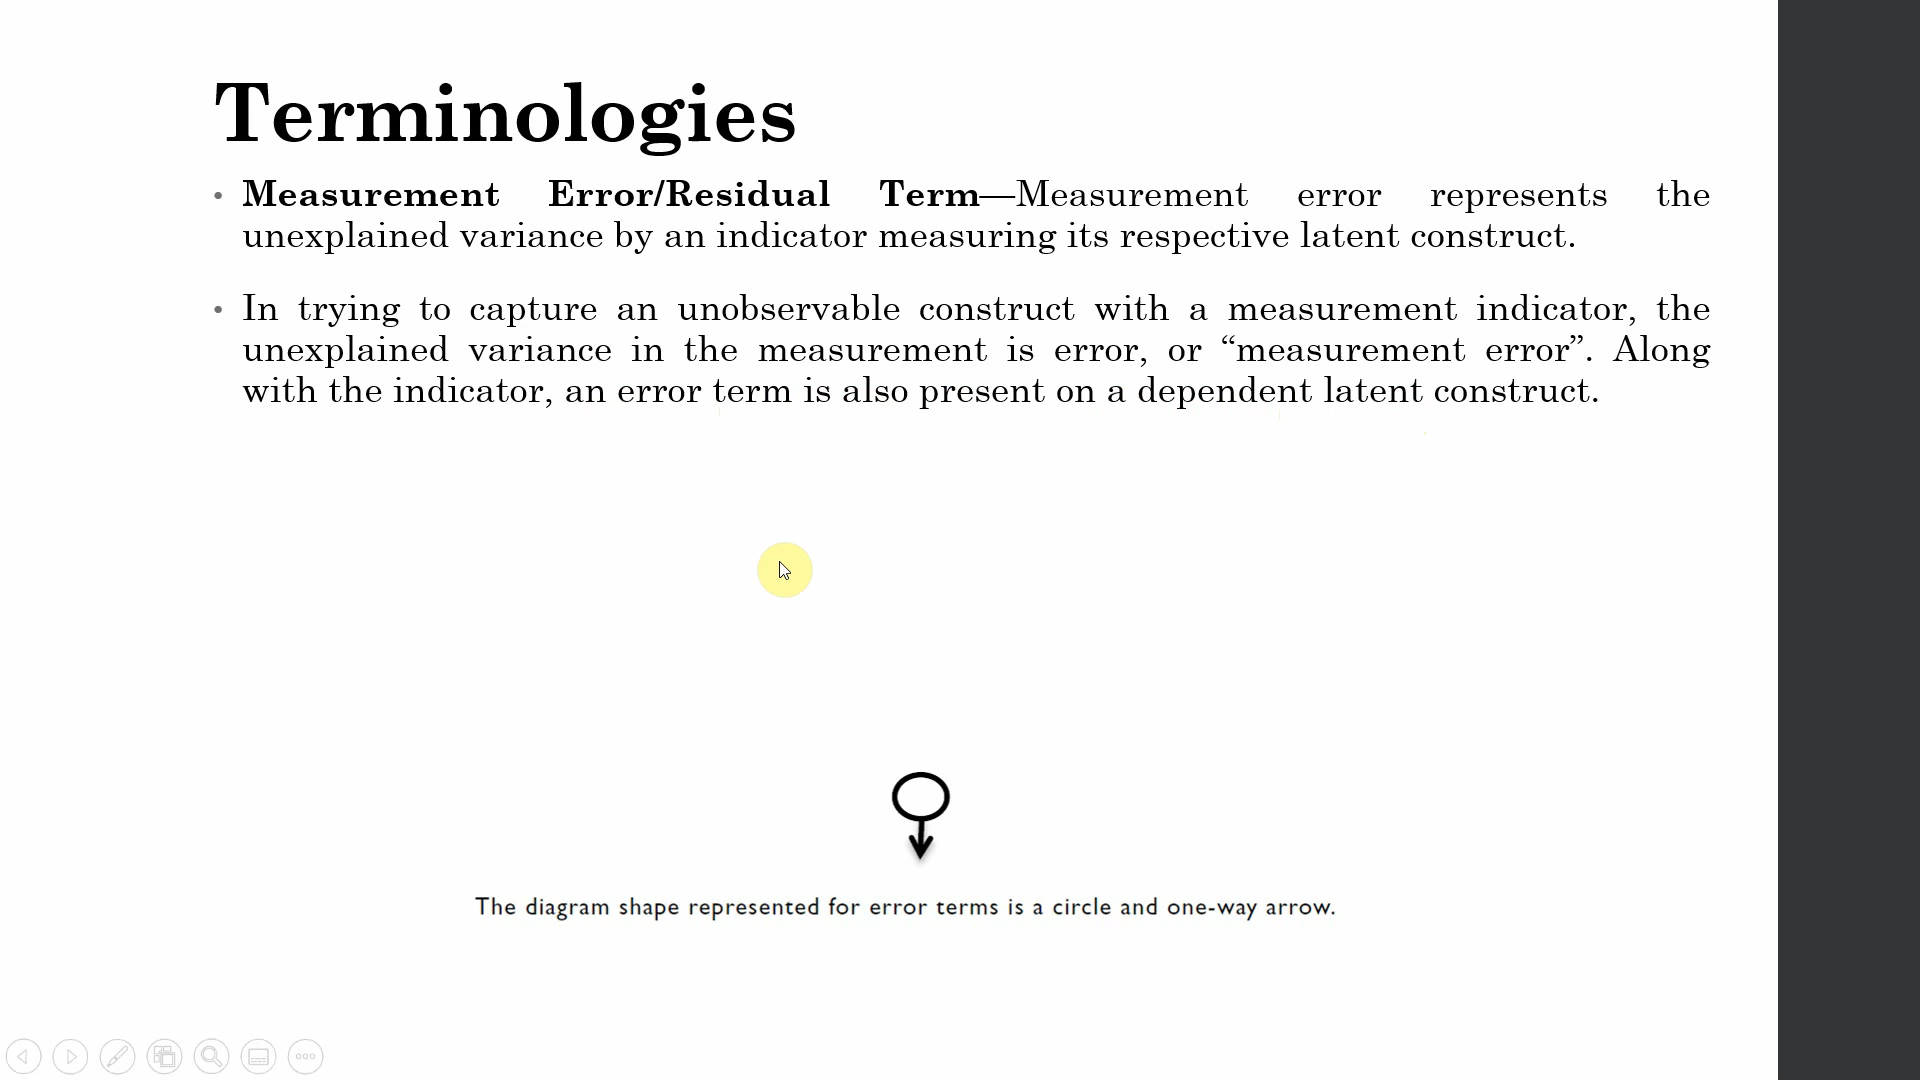 Terminologies
• Measurement Error/Residual Term—Measurement error represents the
unexplained variance by an indicator measuring its respective latent construct.
• In trying to capture an unobservable construct with a measurement indicator, the
unexplained variance in the measurement is error, or “measurement error”. Along
with the indicator, an error term is also present on a dependent latent construct.
The diagram shape represented for error terms is a circle and one-way arrow.